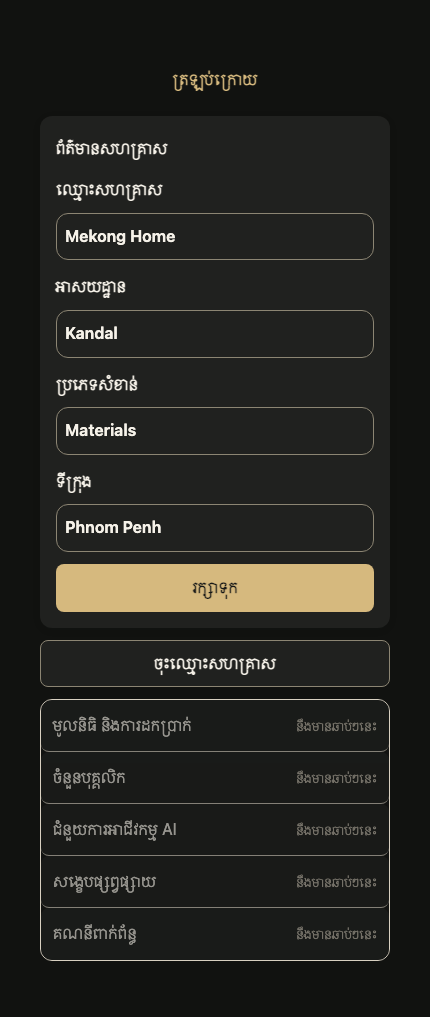 ត្រឡប់ក្រោយ
ព័ត៌មានសហគ្រាស
ឈ្មោះសហគ្រាស
Mekong Home
អាសយដ្ឋាន
Kandal
ប្រភេទសំខាន់
Materials
ទីក្រុង
Phnom Penh
រក្សាទុក
ចុះឈ្មោះសហគ្រាស
មូលនិធិ និងការដកប្រាក់ នឹងមានឆាប់ៗនេះ
ចំនួនបុគ្គលិក នឹងមានឆាប់ៗនេះ
ជំនួយការអាជីវកម្ម AI នឹងមានឆាប់ៗនេះ
សង្ខេបផ្សព្វផ្សាយ នឹងមានឆាប់ៗនេះ
គណនីពាក់ព័ន្ធ នឹងមានឆាប់ៗនេះ